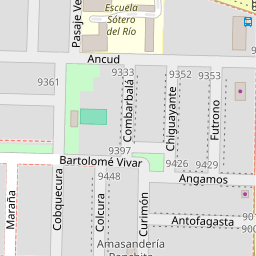 Escuela
Sótero
del Río
Pasaje Ve
Ancud
9333
9352
9353
9361
Combarbalá
Chiguayante
Futrono
9397
Bartolomé Vivar
9426
9429
9448
Angamos
Maraña
Cobquecura
Colcura
Curimón
Antofagasta
Amasandería